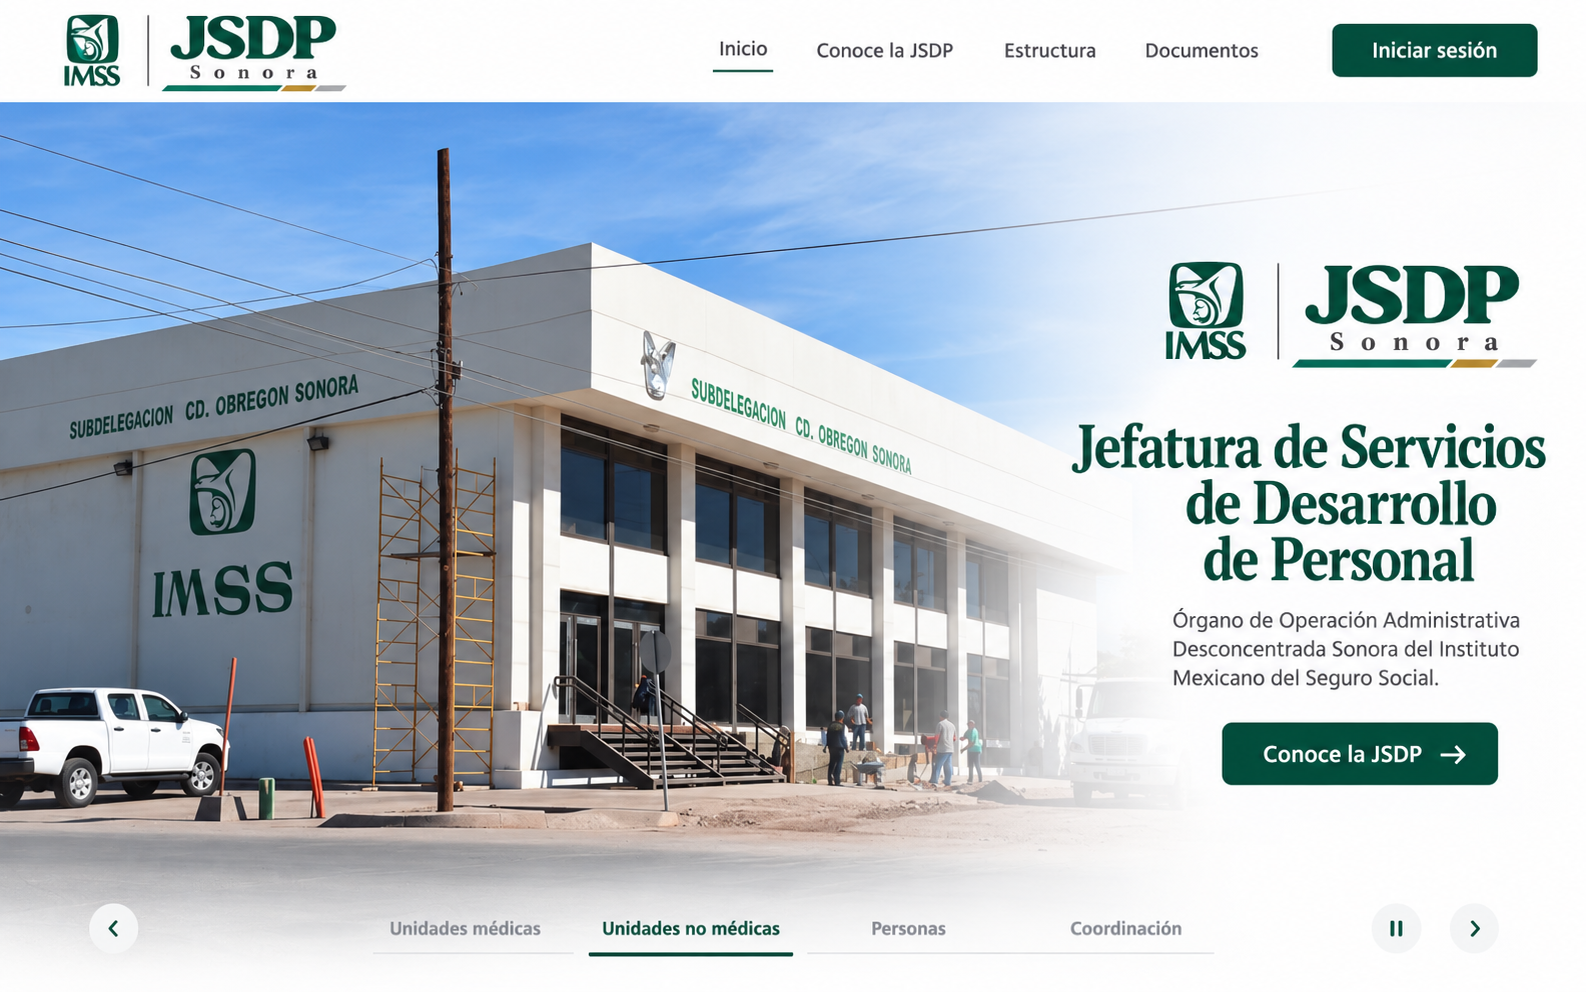 IMSS
JSDP
Sonora
Inicio
Conoce la JSDP
Estructura
Documentos
Iniciar sesión
SUBDELEGACION CD. OBREGON SONORA
SUBDELEGACION CD. OBREGON SONORA
IMSS
IMSS
JSDP
Sonora
Jefatura de Servicios
de Desarrollo
de Personal
Órgano de Operación Administrativa
Desconcentrada Sonora del Instituto
Mexicano del Seguro Social.
Conoce la JSDP
Unidades médicas
Unidades no médicas
Personas
Coordinación